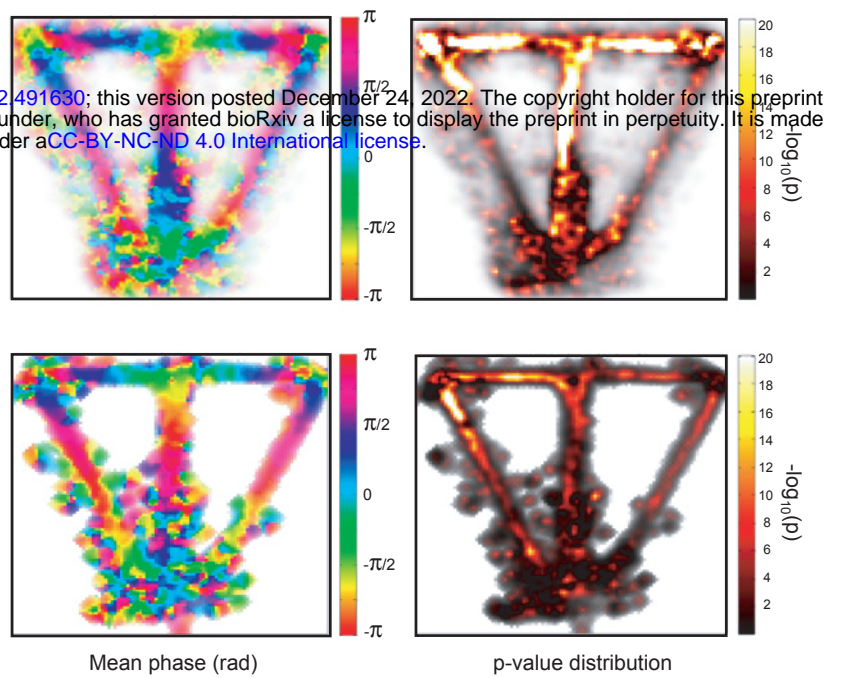 π
π/2
0
-π/2
-π
20
18
16
14
12
10
8
6
4
2
-log10(p)
2.491630; this version posted December 24, 2022. The copyright holder for this preprint
under, who has granted bioRxiv a license to display the preprint in perpetuity. It is made
der aCC-BY-NC-ND 4.0 International license.
π
π/2
0
-π/2
-π
20
18
16
14
12
10
8
6
4
2
-log10(p)
Mean phase (rad)
p-value distribution